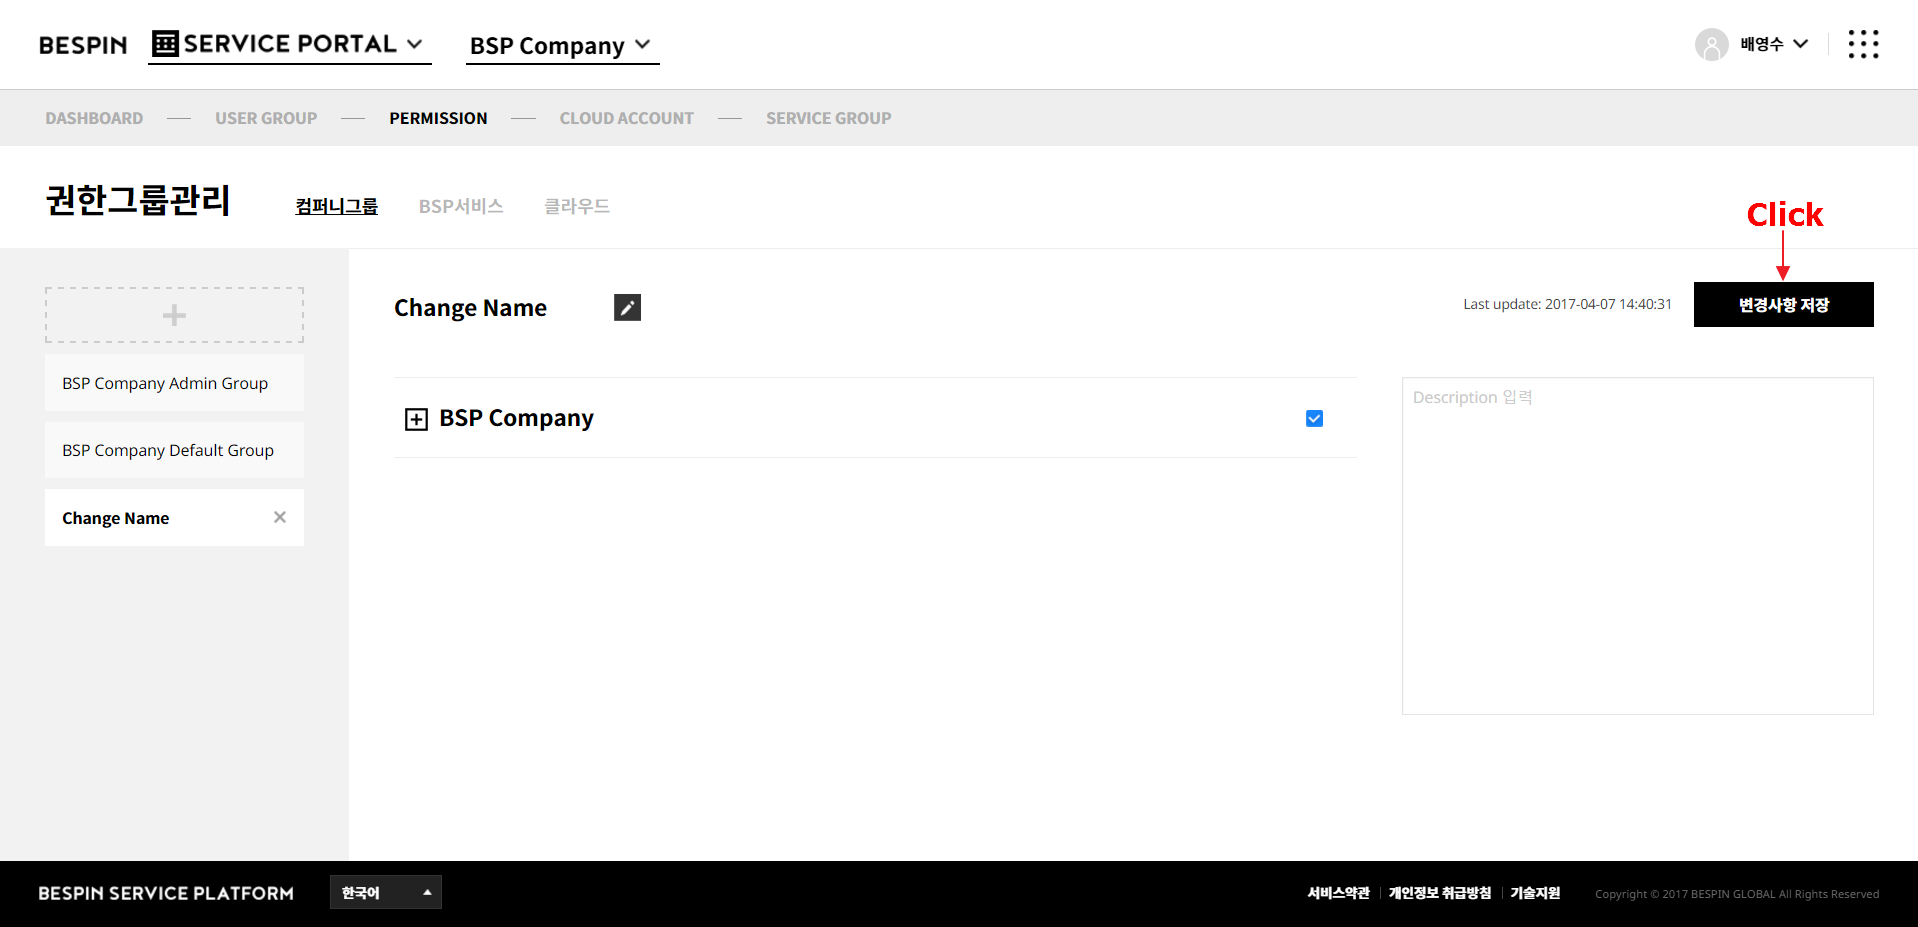 BESPIN SERVICE PORTAL BSP Company 배영수
DASHBOARD USER GROUP PERMISSION CLOUD ACCOUNT SERVICE GROUP
권한그룹관리 컴퍼니그룹 BSP서비스 클라우드
Click
Change Name Last update: 2017-04-07 14:40:31 변경사항 저장
BSP Company Admin Group
BSP Company Default Group
Change Name
BSP Company
Description 입력
BESPIN SERVICE PLATFORM 한국어 서비스약관 개인정보 취급방침 기술지원 Copyright © 2017 BESPIN GLOBAL All Rights Reserved